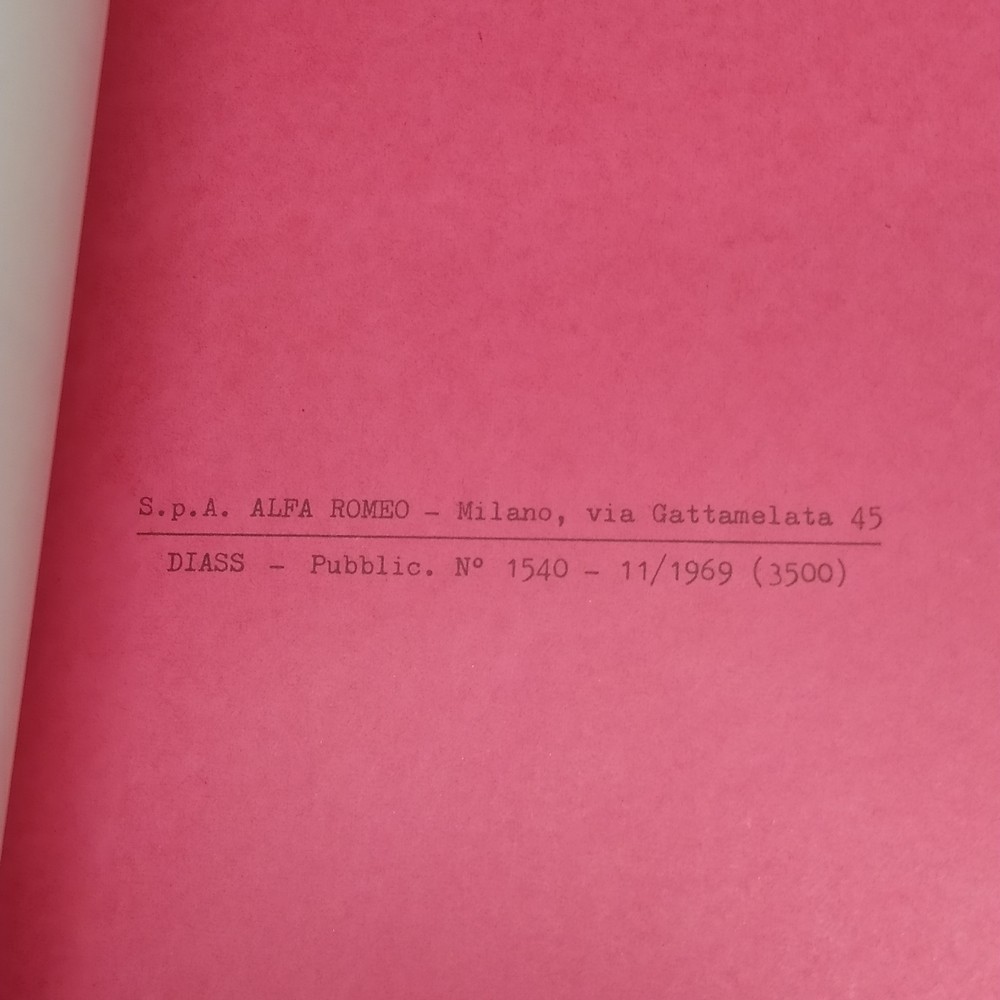 S.p.A. ALFA ROMEO - Milano, via Gattamelata 45
DIASS - Pubblic. Nº 1540 - 11/1969 (3500)